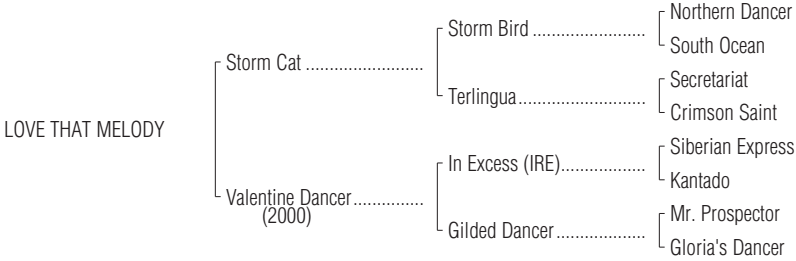 Northern Dancer
Storm Bird ........................
South Ocean
Storm Cat .........................
Secretariat
Terlingua...........................
Crimson Saint
LOVE THAT MELODY
Siberian Express
In Excess (IRE)..................
Kantado
Valentine Dancer...............
(2000)
Mr. Prospector
Gilded Dancer ...................
Gloria's Dancer